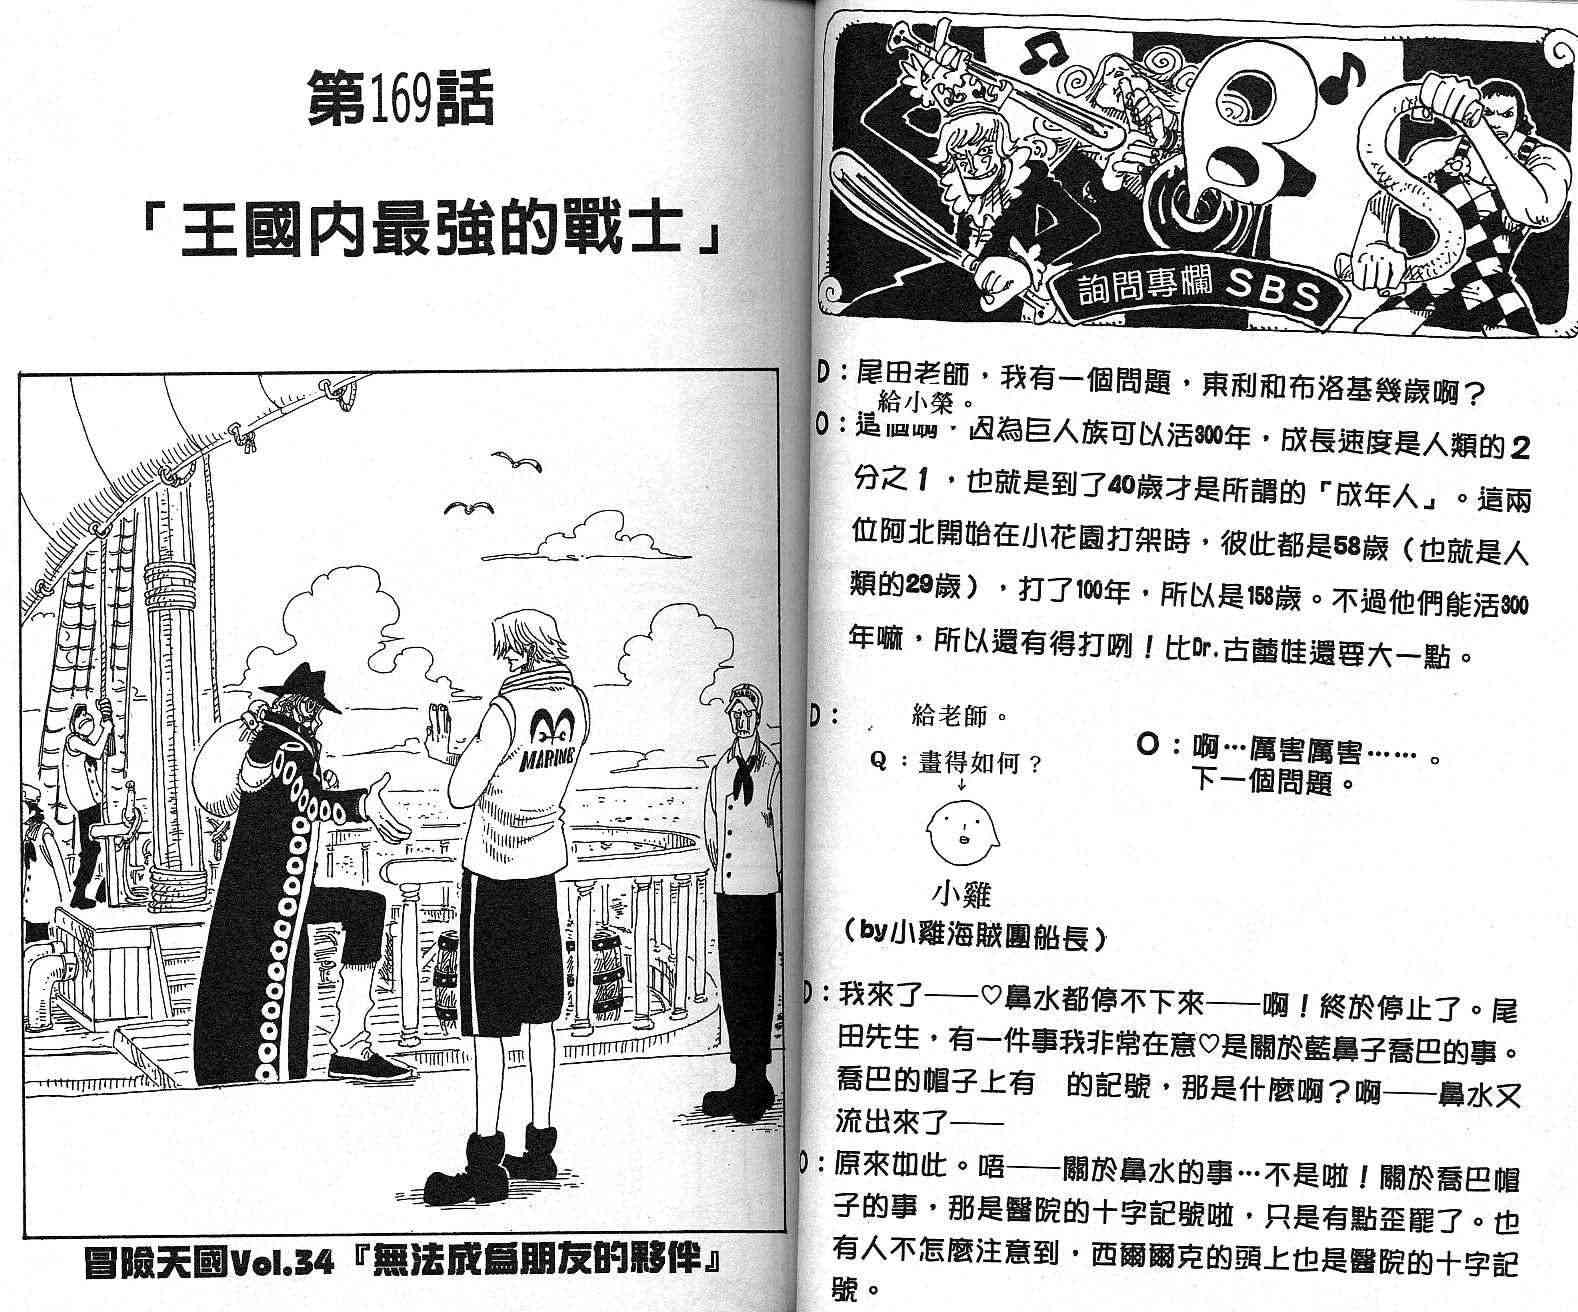 第169話
「王國内最強的戰士」
MARINE
冒險天國Vol.34『無法成為朋友的夥伴』
詢問專欄 SBS
D：尾田老師，我有一個問題，東利和布洛基幾歲啊？
給小榮。
O：這個嘛，因為巨人族可以活300年，成長速度是人類的2
分之1，也就是到了40歲才是所謂的「成年人」。這兩
位阿北開始在小花園打架時，彼此都是58歲（也就是人
類的29歲），打了100年，所以是158歲。不過他們能活300
年嘛，所以還有得打咧！比Dr.古蕾娃還要大一點。
D：
給老師。
Q：畫得如何？
↓
小雞
（by小雞海賊團船長）
O：啊…厲害厲害……。
下一個問題。
D：我來了——♡鼻水都停不下來——啊！終於停止了。尾
田先生，有一件事我非常在意♡是關於藍鼻子喬巴的事。
喬巴的帽子上有　的記號，那是什麼啊？啊——鼻水又
流出來了——
O：原來如此。唔——關於鼻水的事…不是啦！關於喬巴帽
子的事，那是醫院的十字記號啦，只是有點歪罷了。也
有人不怎麼注意到，西爾爾克的頭上也是醫院的十字記
號。